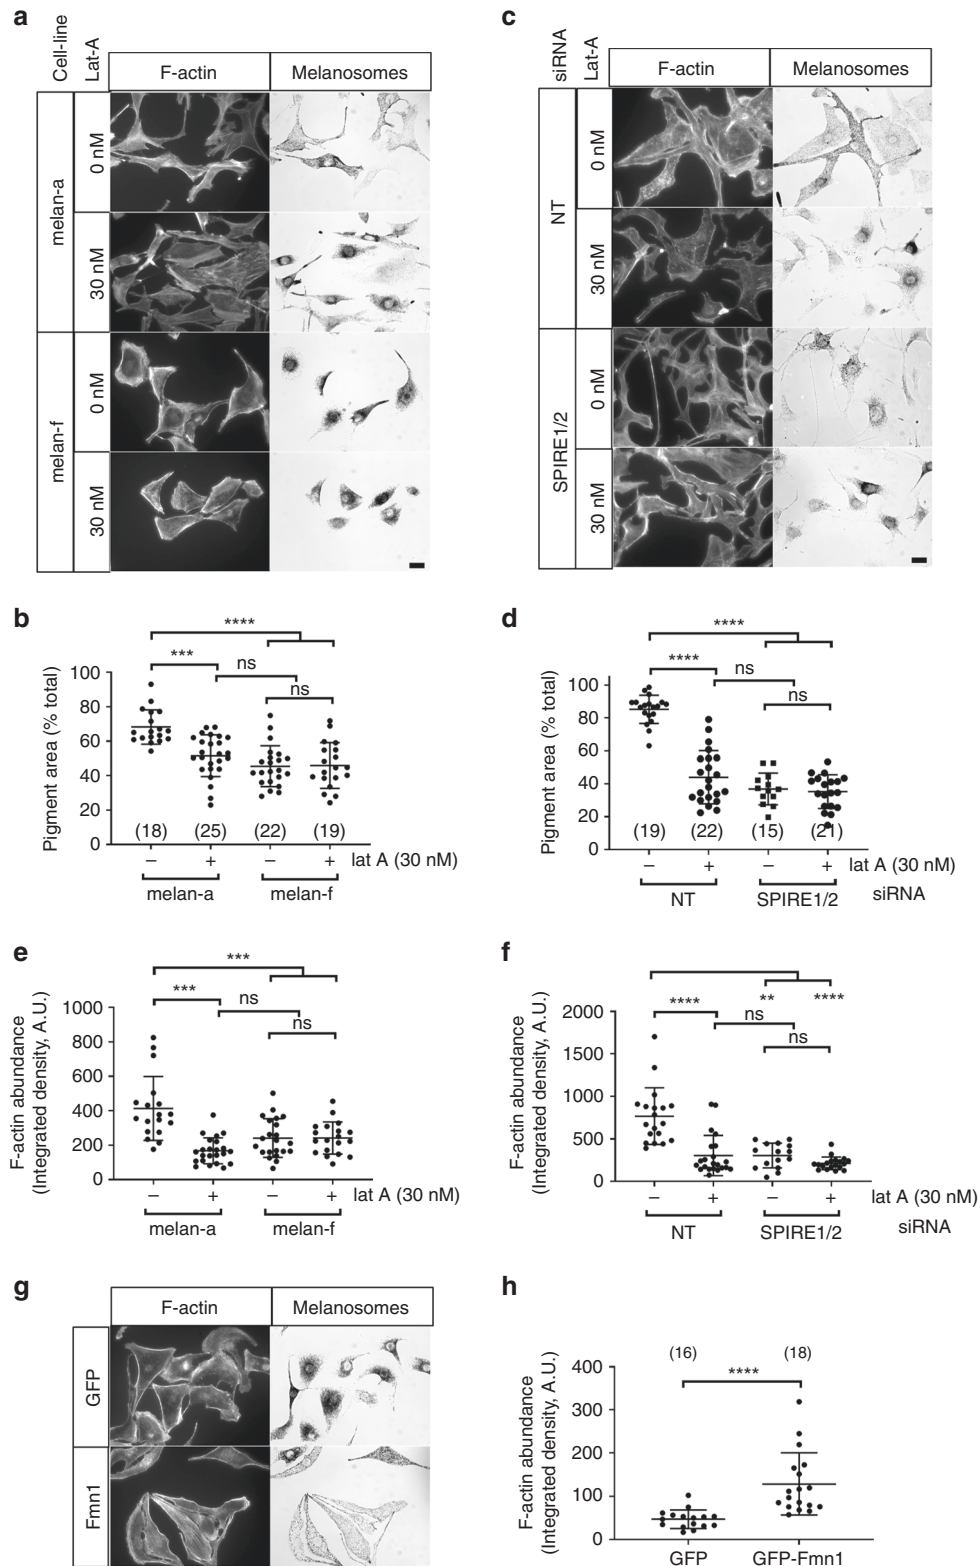 a
Cell-line
Lat-A
F-actin
Melanosomes
melan-a
0 nM
30 nM
melan-f
0 nM
30 nM
c
siRNA
Lat-A
F-actin
Melanosomes
NT
0 nM
30 nM
SPIRE1/2
0 nM
30 nM
b
Pigment area (% total)
100
80
60
40
20
0
****
***
ns
ns
(18) (25) (22) (19)
– + – + lat A (30 nM)
melan-a melan-f
d
Pigment area (% total)
100
80
60
40
20
0
****
****
ns
ns
(19) (22) (15) (21)
– + – + lat A (30 nM)
NT SPIRE1/2 siRNA
e
F-actin abundance
(Integrated density, A.U.)
1000
800
600
400
200
0
***
***
ns
ns
– + – + lat A (30 nM)
melan-a melan-f
f
F-actin abundance
(Integrated density, A.U.)
2000
1500
1000
500
0
**** ** ****
ns
ns
– + – + lat A (30 nM)
NT SPIRE1/2 siRNA
g
F-actin
Melanosomes
GFP
Fmn1
h
F-actin abundance
(Integrated density, A.U.)
400
300
200
100
0
(16) (18)
****
GFP GFP-Fmn1